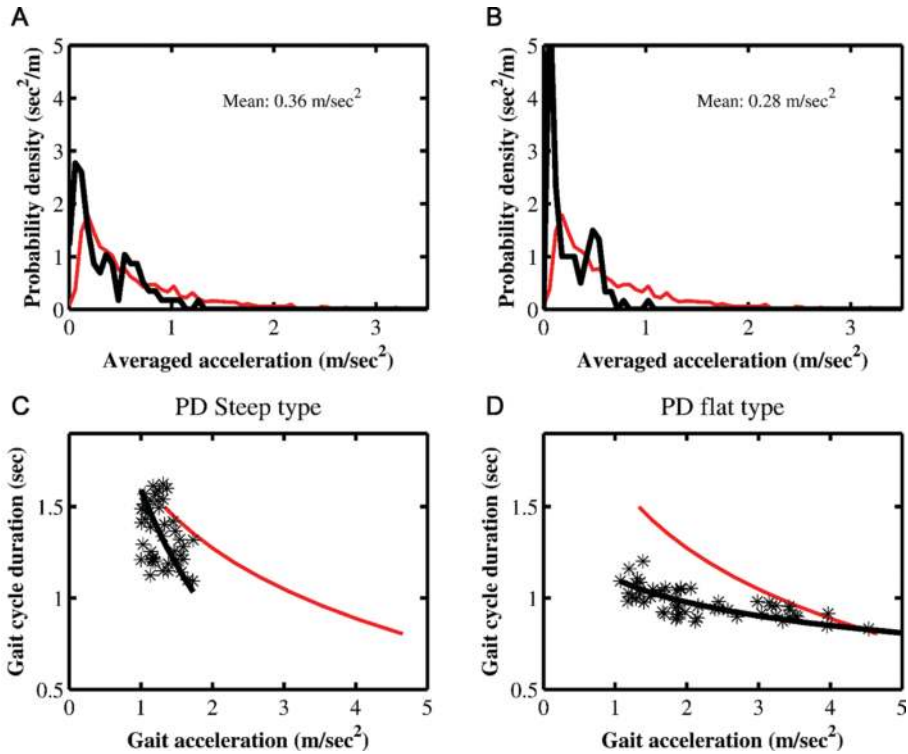 A
B
5
4
3
2
1
0
Probability density (sec²/m)
Mean: 0.36 m/sec²
0 1 2 3
Averaged acceleration (m/sec²)
5
4
3
2
1
0
Probability density (sec²/m)
Mean: 0.28 m/sec²
0 1 2 3
Averaged acceleration (m/sec²)
C
PD Steep type
1.5
1
0.5
Gait cycle duration (sec)
0 1 2 3 4 5
Gait acceleration (m/sec²)
D
PD flat type
1.5
1
0.5
Gait cycle duration (sec)
0 1 2 3 4 5
Gait acceleration (m/sec²)